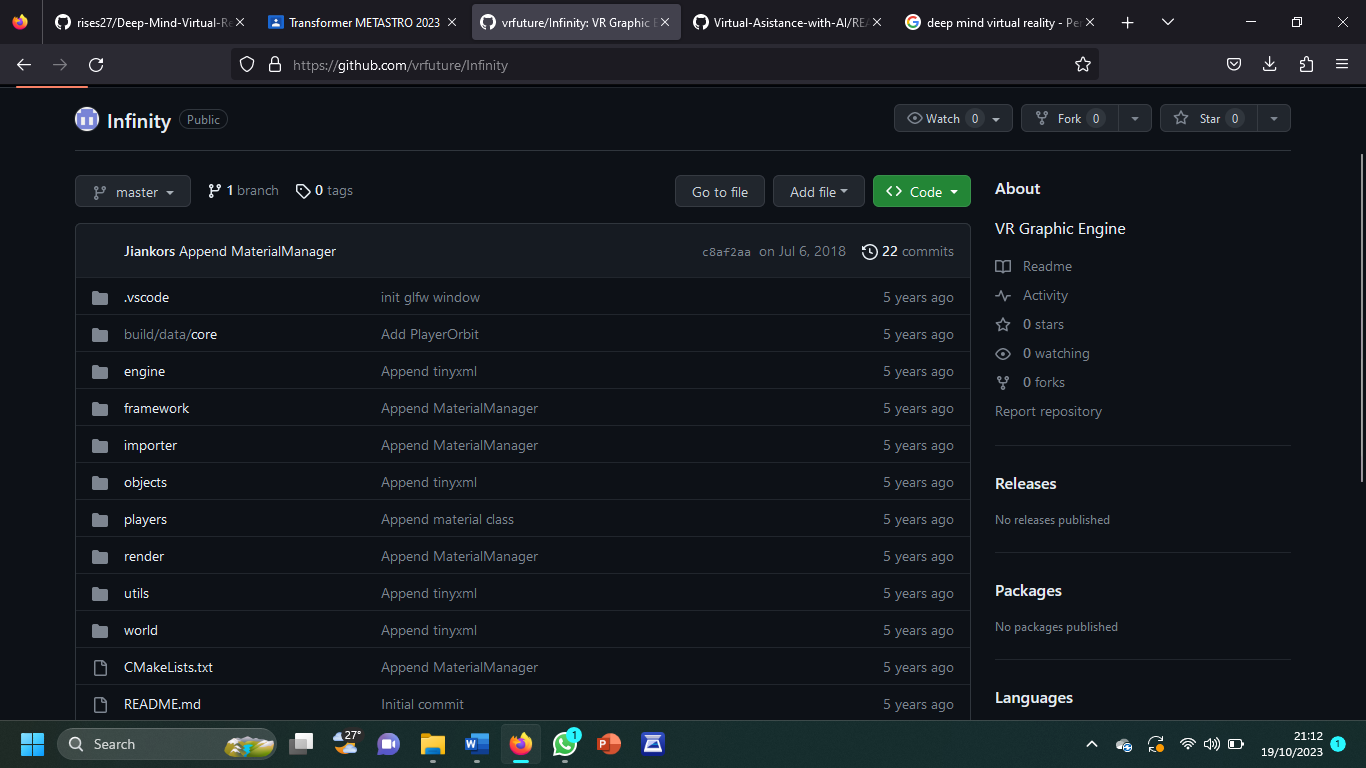 rises27/Deep-Mind-Virtual-Re
Transformer METASTRO 2023
vrfuture/Infinity: VR Graphic E
Virtual-Asistance-with-AI/REA
deep mind virtual reality - Pe
https://github.com/vrfuture/Infinity
Infinity Public
Watch 0
Fork 0
Star 0
master
1 branch
0 tags
Go to file
Add file
Code
Jiankors Append MaterialManager c8af2aa on Jul 6, 2018 22 commits
.vscode init glfw window 5 years ago
build/data/core Add PlayerOrbit 5 years ago
engine Append tinyxml 5 years ago
framework Append MaterialManager 5 years ago
importer Append MaterialManager 5 years ago
objects Append tinyxml 5 years ago
players Append material class 5 years ago
render Append MaterialManager 5 years ago
utils Append tinyxml 5 years ago
world Append tinyxml 5 years ago
CMakeLists.txt Append MaterialManager 5 years ago
README.md Initial commit 5 years ago
About
VR Graphic Engine
Readme
Activity
0 stars
0 watching
0 forks
Report repository
Releases
No releases published
Packages
No packages published
Languages
Search
27°
1
21:12
19/10/2023
1